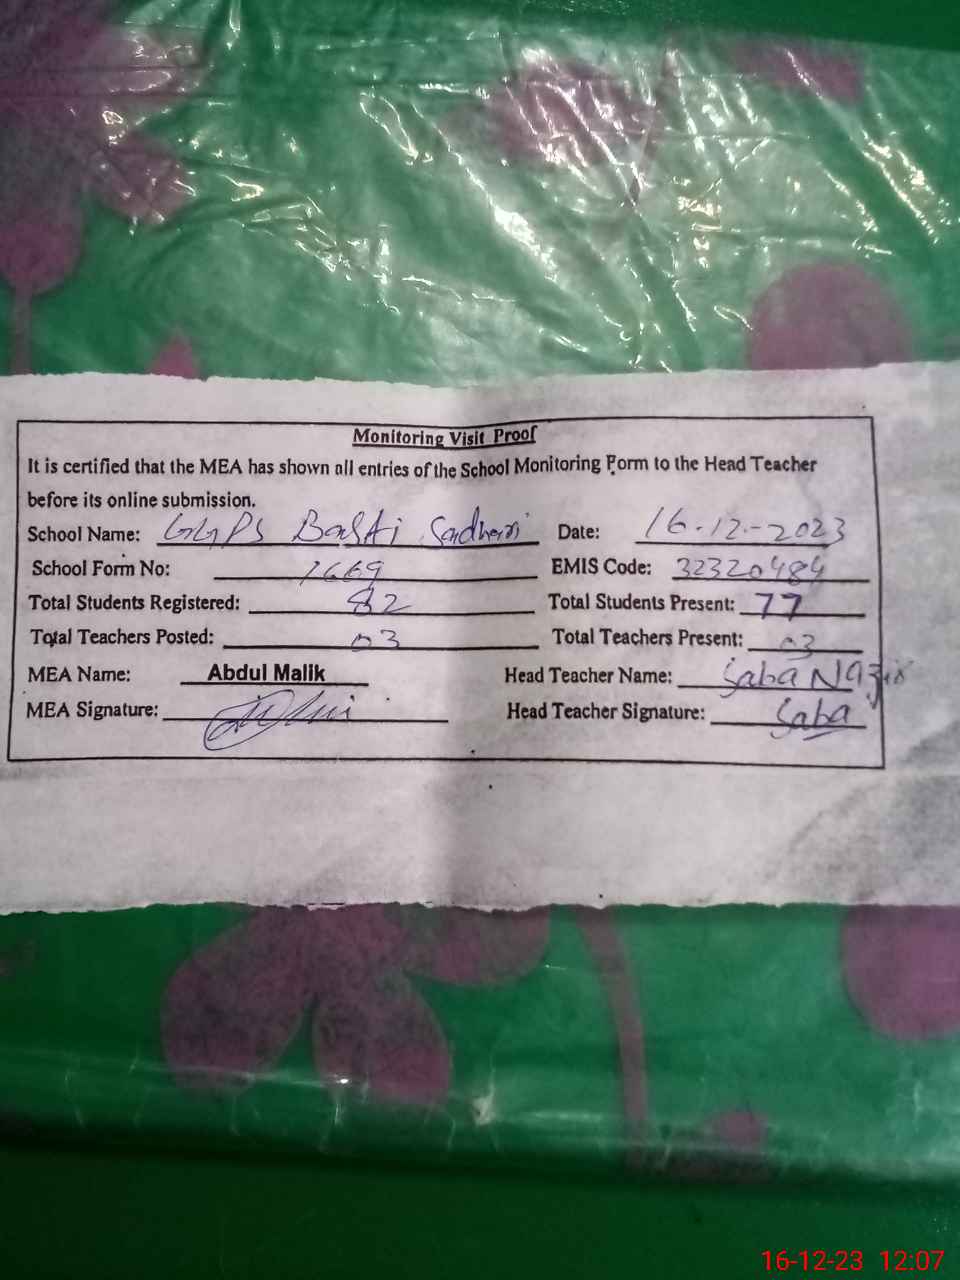 Monitoring Visit Proof
It is certified that the MEA has shown all entries of the School Monitoring Form to the Head Teacher
before its online submission.
School Name: GGPS Basti Sadhari Date: 16-12-2023
School Form No: 1669 EMIS Code: 32320484
Total Students Registered: 82 Total Students Present: 77
Total Teachers Posted: 03 Total Teachers Present: 03
MEA Name: Abdul Malik Head Teacher Name: Saba Nazir
MEA Signature: Head Teacher Signature: Saba
16-12-23 12:07